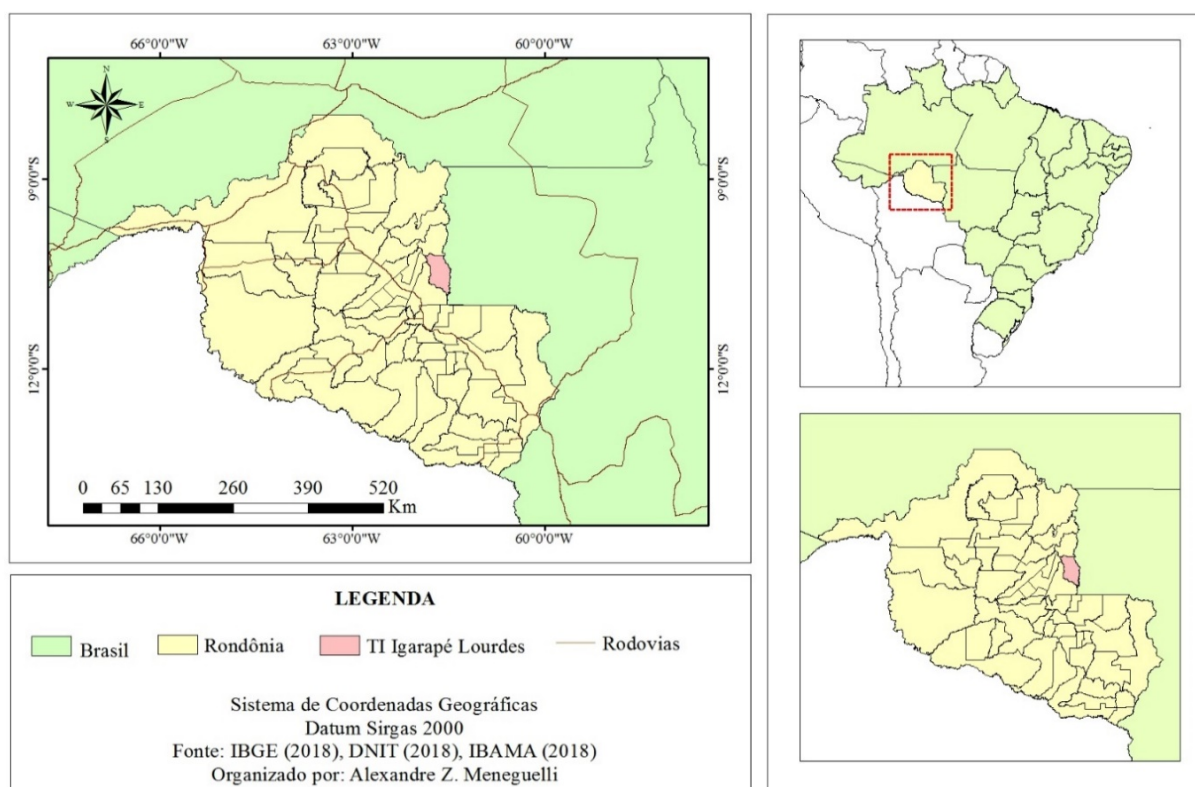 66°0'0"W 63°0'0"W 60°0'0"W
N
W E
S
9°0'0"S 9°0'0"S
12°0'0"S 12°0'0"S
0 65 130 260 390 520
Km
66°0'0"W 63°0'0"W 60°0'0"W
LEGENDA
Brasil Rondônia TI Igarapé Lourdes Rodovias
Sistema de Coordenadas Geográficas
Datum Sirgas 2000
Fonte: IBGE (2018), DNIT (2018), IBAMA (2018)
Organizado por: Alexandre Z. Meneguelli